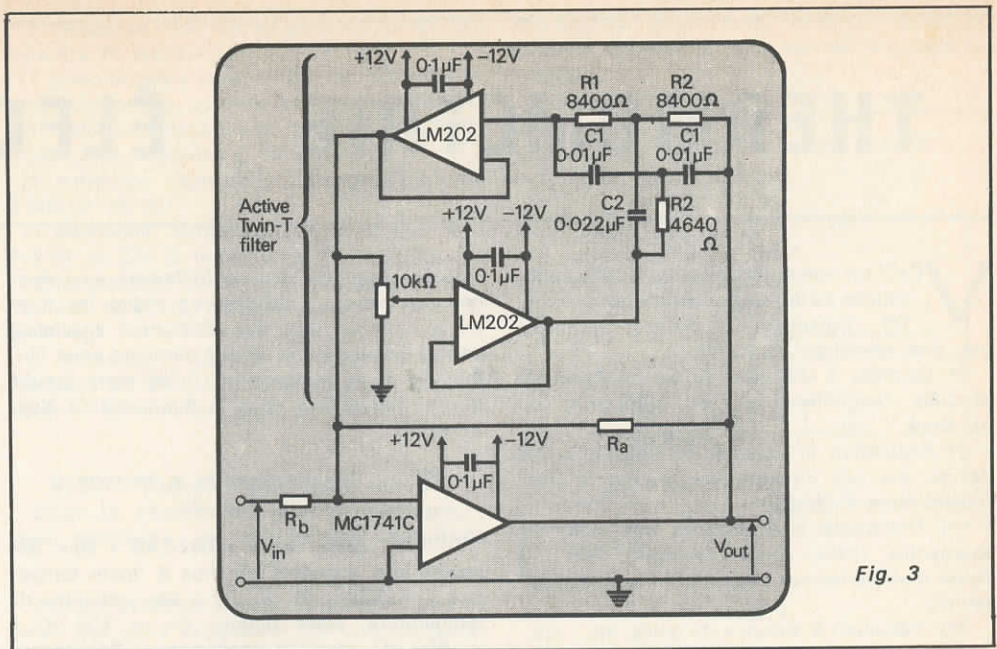 THE
ELEC
+12V
0·1µF
−12V
R1
8400Ω
R2
8400Ω
LM202
C1
0·01µF
C1
0·01µF
Active
Twin-T
filter
+12V
−12V
0·1µF
C2
0·022µF
R2
4640
Ω
10kΩ
LM202
+12V
−12V
0·1µF
Ra
Rb
MC1741C
Vin
Vout
Fig. 3